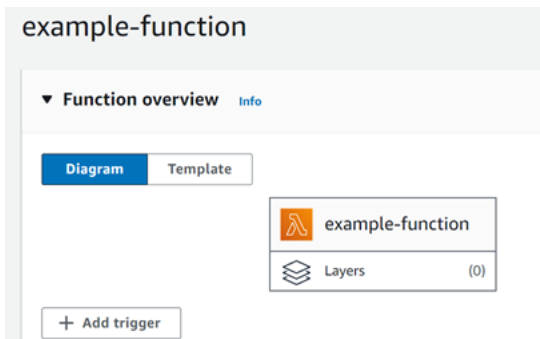 example-function
Function overview Info
Diagram Template
example-function
Layers (0)
+ Add trigger